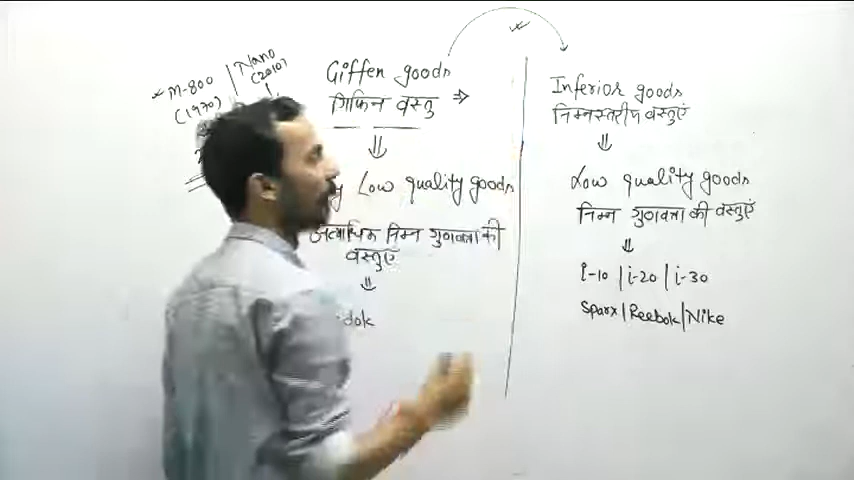 M-800 | Nano
(1970) (2010)
Giffen goods
गिफिन वस्तु ⇒
Low quality goods
अत्याधिक निम्न गुणवत्ता की
वस्तुएं
Inferior goods
निम्नस्तरीय वस्तुएं
Low quality goods
निम्न गुणवत्ता की वस्तुएं
i-10 | i-20 | i-30
Sparx | Reebok | Nike